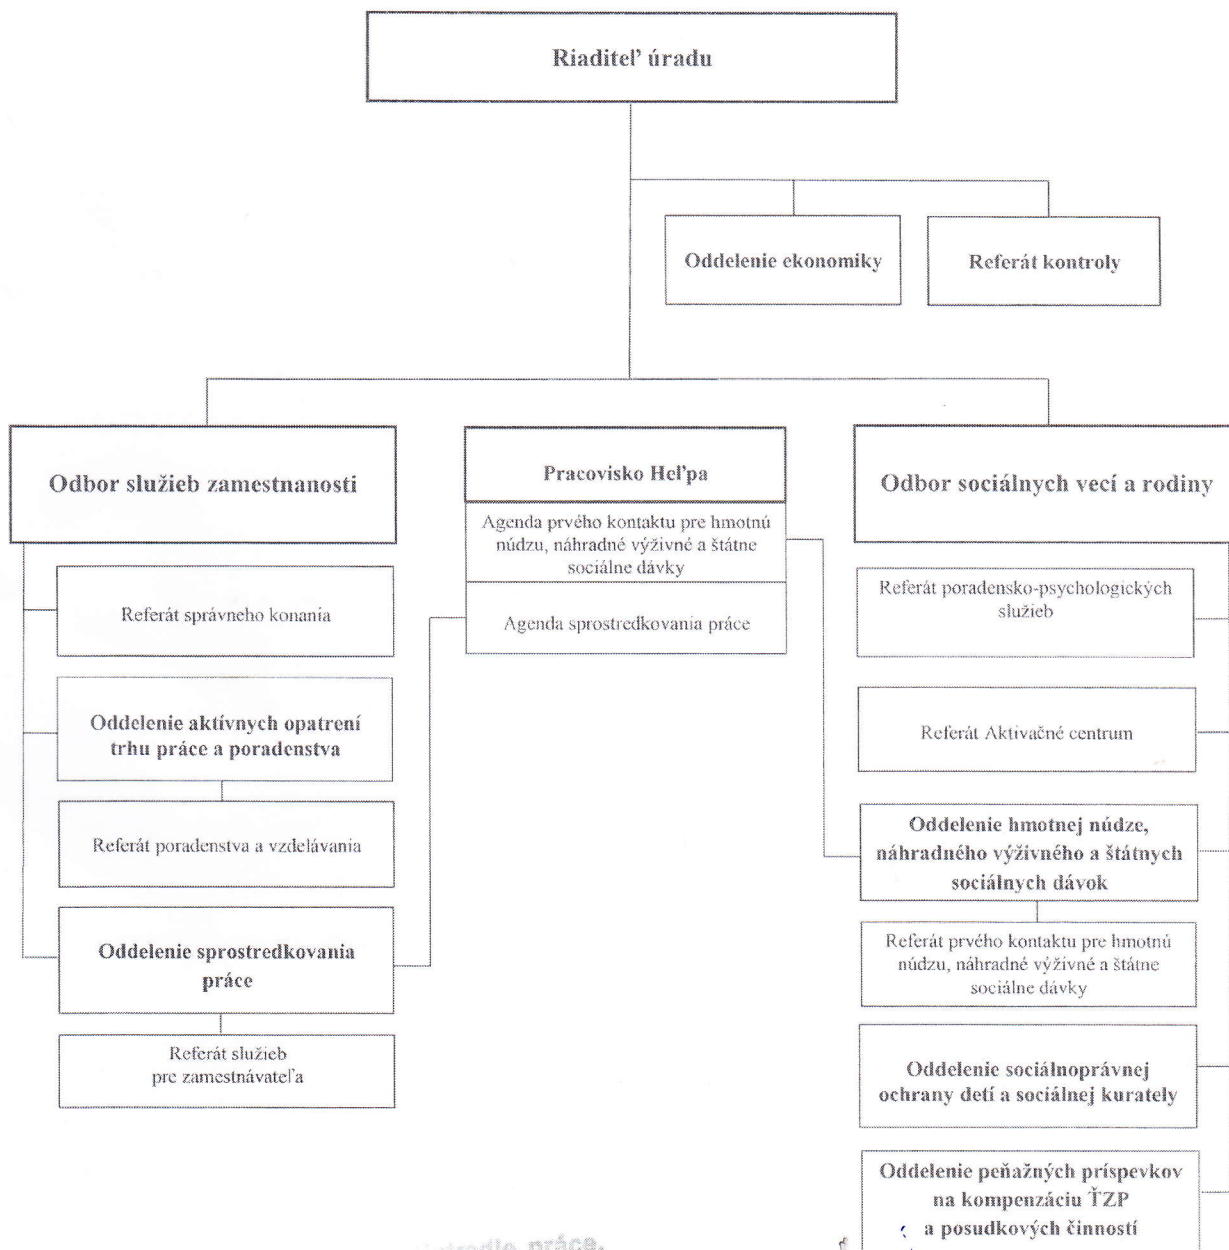 Riaditeľ úradu
Oddelenie ekonomiky
Referát kontroly
Odbor služieb zamestnanosti
Referát správneho konania
Oddelenie aktívnych opatrení
trhu práce a poradenstva
Referát poradenstva a vzdelávania
Oddelenie sprostredkovania
práce
Referát služieb
pre zamestnávateľa
Pracovisko Heľpa
Agenda prvého kontaktu pre hmotnú
núdzu, náhradné výživné a štátne
sociálne dávky
Agenda sprostredkovania práce
Odbor sociálnych vecí a rodiny
Referát poradensko-psychologických
služieb
Referát Aktivačné centrum
Oddelenie hmotnej núdze,
náhradného výživného a štátnych
sociálnych dávok
Referát prvého kontaktu pre hmotnú
núdzu, náhradné výživné a štátne
sociálne dávky
Oddelenie sociálnoprávnej
ochrany detí a sociálnej kurately
Oddelenie peňažných príspevkov
na kompenzáciu ŤZP
a posudkových činností
práce,